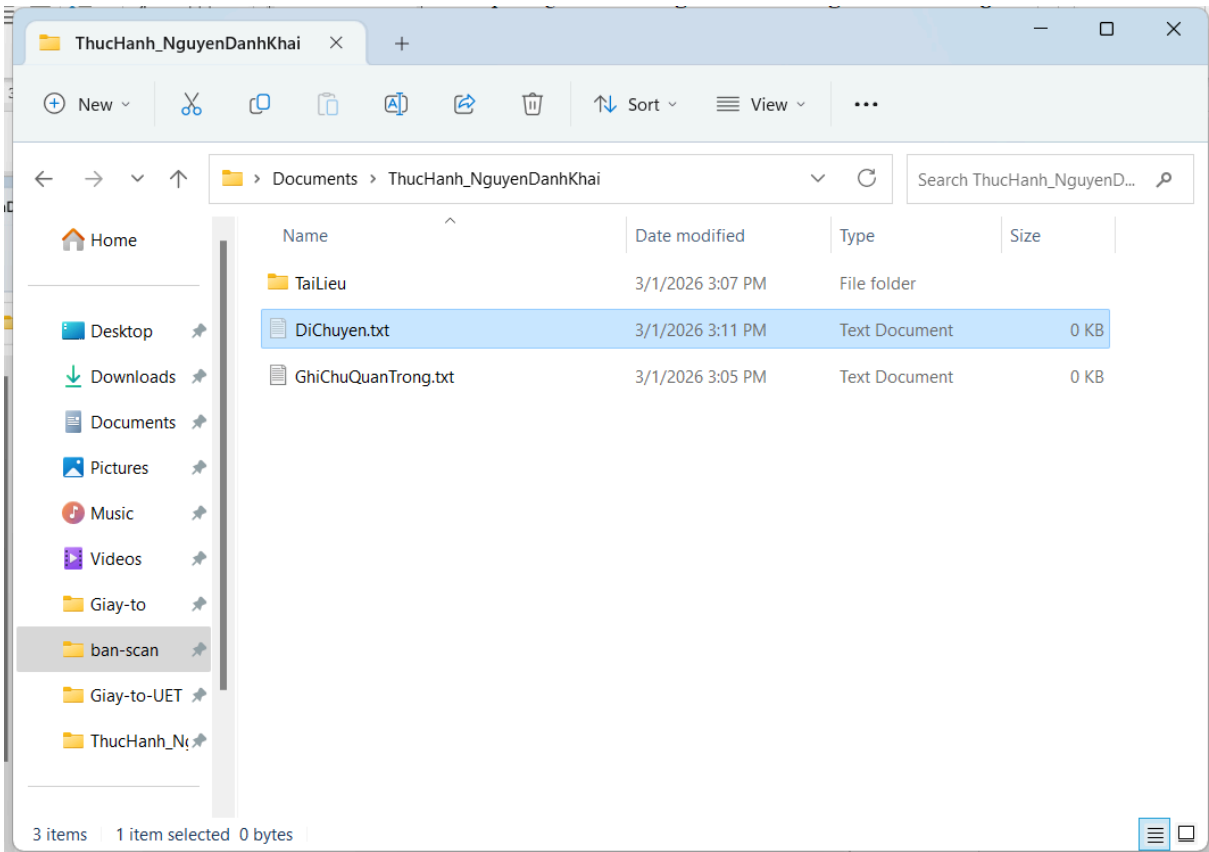 ThucHanh_NguyenDanhKhai
New
Sort
View
Documents > ThucHanh_NguyenDanhKhai
Search ThucHanh_NguyenD...
Home
Desktop
Downloads
Documents
Pictures
Music
Videos
Giay-to
ban-scan
Giay-to-UET
ThucHanh_Ng
Name Date modified Type Size
TaiLieu 3/1/2026 3:07 PM File folder
DiChuyen.txt 3/1/2026 3:11 PM Text Document 0 KB
GhiChuQuanTrong.txt 3/1/2026 3:05 PM Text Document 0 KB
3 items 1 item selected 0 bytes